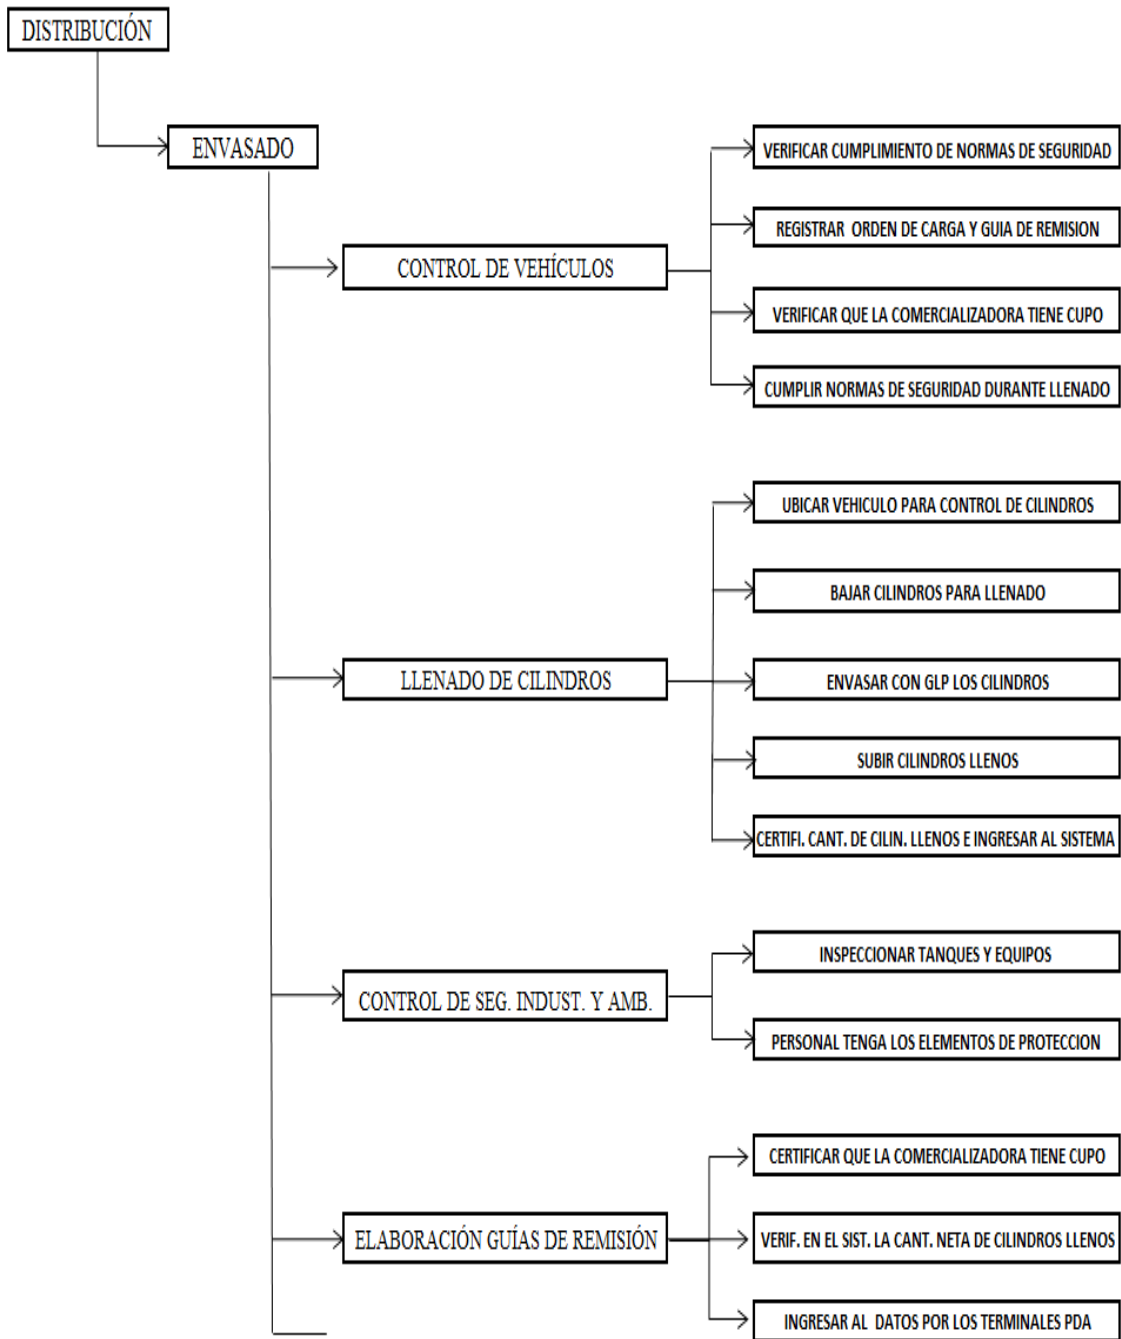 DISTRIBUCIÓN
ENVASADO
CONTROL DE VEHÍCULOS
VERIFICAR CUMPLIMIENTO DE NORMAS DE SEGURIDAD
REGISTRAR ORDEN DE CARGA Y GUIA DE REMISION
VERIFICAR QUE LA COMERCIALIZADORA TIENE CUPO
CUMPLIR NORMAS DE SEGURIDAD DURANTE LLENADO
LLENADO DE CILINDROS
UBICAR VEHICULO PARA CONTROL DE CILINDROS
BAJAR CILINDROS PARA LLENADO
ENVASAR CON GLP LOS CILINDROS
SUBIR CILINDROS LLENOS
CERTIFI. CANT. DE CILIN. LLENOS E INGRESAR AL SISTEMA
CONTROL DE SEG. INDUST. Y AMB.
INSPECCIONAR TANQUES Y EQUIPOS
PERSONAL TENGA LOS ELEMENTOS DE PROTECCION
ELABORACIÓN GUÍAS DE REMISIÓN
CERTIFICAR QUE LA COMERCIALIZADORA TIENE CUPO
VERIF. EN EL SIST. LA CANT. NETA DE CILINDROS LLENOS
INGRESAR AL DATOS POR LOS TERMINALES PDA